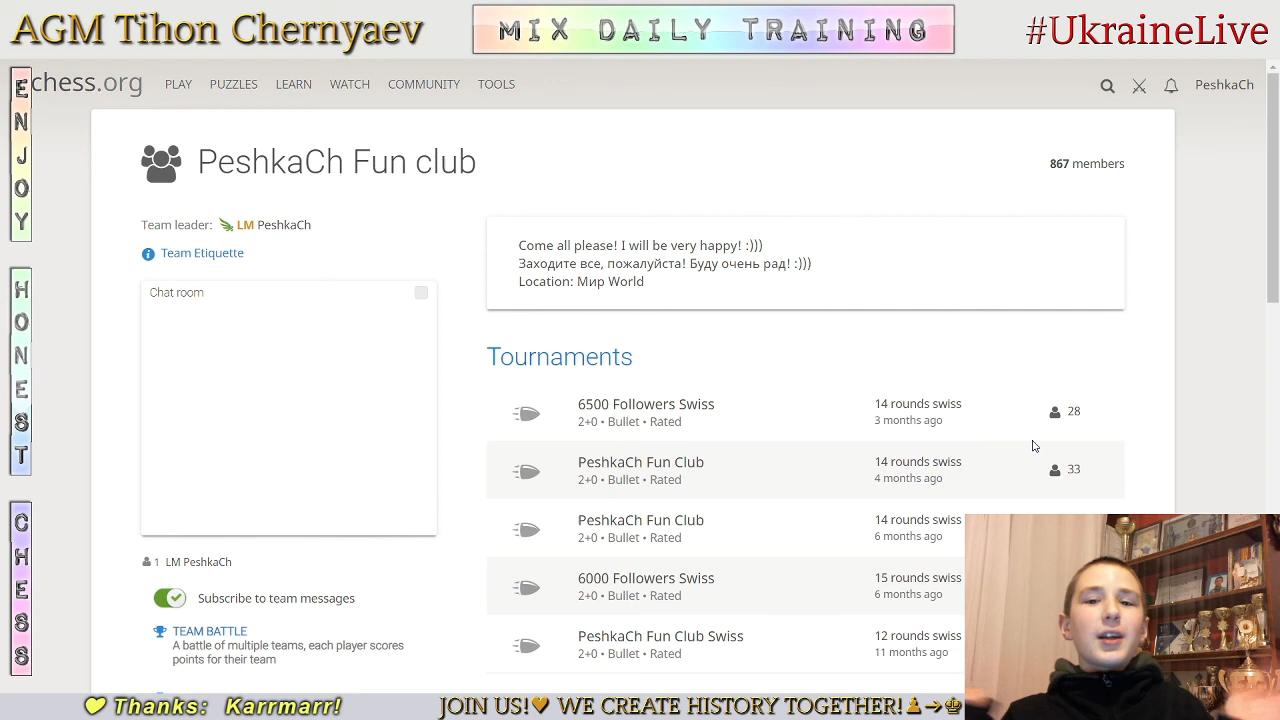 AGM Tihon Chernyaev
MIX DAILY TRAINING
#UkraineLive
ENJOY
HONEST
CHESS
chess.org
PLAY PUZZLES LEARN WATCH COMMUNITY TOOLS
PeshkaCh
PeshkaCh Fun club
867 members
Team leader: LM PeshkaCh
Team Etiquette
Chat room
Come all please! I will be very happy! :)))
Заходите все, пожалуйста! Буду очень рад! :)))
Location: Мир World
Tournaments
6500 Followers Swiss
2+0 • Bullet • Rated
14 rounds swiss
3 months ago
28
PeshkaCh Fun Club
2+0 • Bullet • Rated
14 rounds swiss
4 months ago
33
PeshkaCh Fun Club
2+0 • Bullet • Rated
14 rounds swiss
6 months ago
6000 Followers Swiss
2+0 • Bullet • Rated
15 rounds swiss
6 months ago
PeshkaCh Fun Club Swiss
2+0 • Bullet • Rated
12 rounds swiss
11 months ago
1 LM PeshkaCh
Subscribe to team messages
TEAM BATTLE
A battle of multiple teams, each player scores
points for their team
Thanks: Karrmarr!
JOIN US!♥ WE CREATE HISTORY TOGETHER!♟→♔